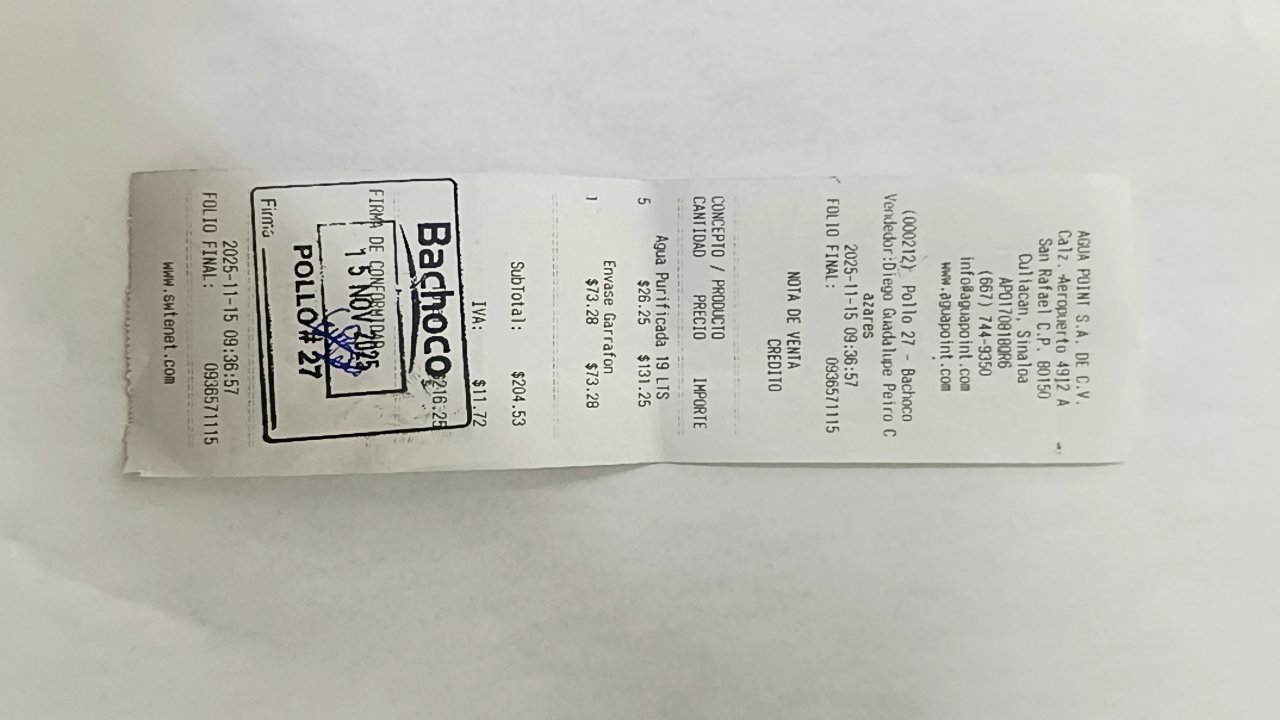 AGUA POINT S.A. DE C.V.
Calz. Aeropuerto 4912 A
San Rafael C.P. 80150
Culiacan, Sinaloa
APO170818QR6
(667) 744-9350
info@aguapoint.com
www.aguapoint.com
(000212) Pollo 27 - Bachoco
Vendedor:Diego Guadalupe Peiro C
azares
2025-11-15 09:36:57
FOLIO FINAL: 0936571115
NOTA DE VENTA
CREDITO
CONCEPTO / PRODUCTO
CANTIDAD PRECIO IMPORTE
Agua Purificada 19 LTS
5 $26.25 $131.25
Envase Garrafon
1 $73.28 $73.28
SubTotal: $204.53
IVA: $11.72
$216.25
Bachoco
FIRMA DE CONFORMIDAD
15 NOV 2025
POLLO # 27
Firma
2025-11-15 09:36:57
FOLIO FINAL: 0936571115
www.swtenet.com